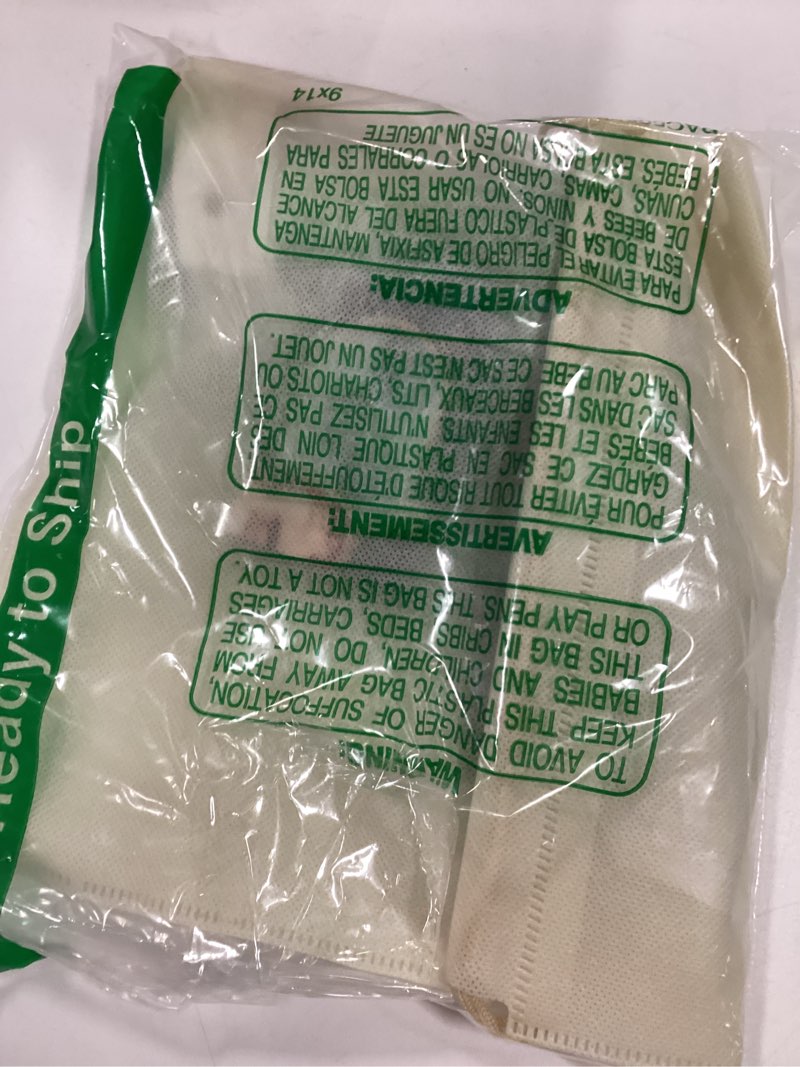 WARNING:
TO AVOID DANGER OF SUFFOCATION,
KEEP THIS PLASTIC BAG AWAY FROM
BABIES AND CHILDREN, DO NOT USE
THIS BAG IN CRIBS, BEDS, CARRIAGES
OR PLAY PENS. THIS BAG IS NOT A TOY.
AVERTISSEMENT:
POUR ÉVITER TOUT RISQUE D'ÉTOUFFEMENT
GARDEZ CE SAC EN PLASTIQUE LOIN DES
BÉBÉS ET LES ENFANTS. N'UTILISEZ PAS CE
SAC DANS LES BERCEAUX, LITS, CHARIOTS OU
PARC AU BÉBÉ. CE SAC N'EST PAS UN JOUET.
ADVERTENCIA:
PARA EVITAR EL PELIGRO DE ASFIXIA, MANTENGA
ESTA BOLSA DE PLASTICO FUERA DEL ALCANCE
DE BEBES Y NINOS. NO USAR ESTA BOLSA EN
CUNÁS, CAMAS, CARRIOLAS O CORRALES PARA
BEBÉS. ESTA BOLSA NO ES UN JUGUETE
9x14
Ready to Ship